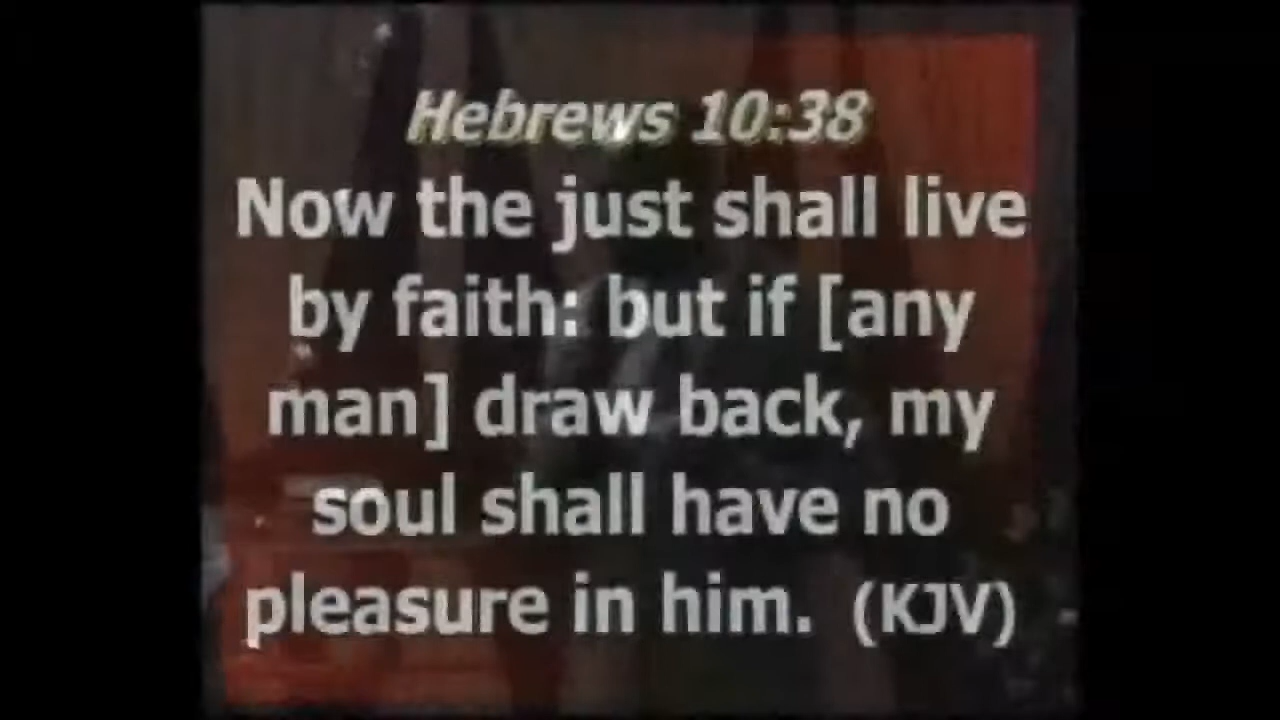 Hebrews 10:38
Now the just shall live
by faith: but if [any
man] draw back, my
soul shall have no
pleasure in him. (KJV)